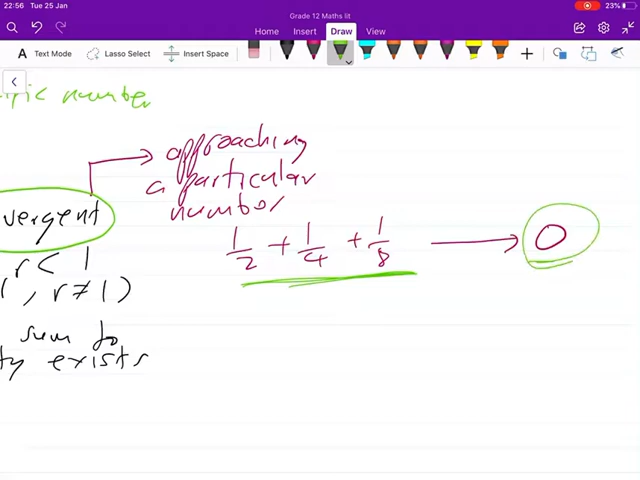 22:56 Tue 25 Jan
Grade 12 Maths lit
23%
Home Insert Draw View
Text Mode Lasso Select Insert Space
number
approaching
a particular
number
vergent
1/2 + 1/4 + 1/8 → 0
r < 1
, r ≠ 1)
sum to
ty exists